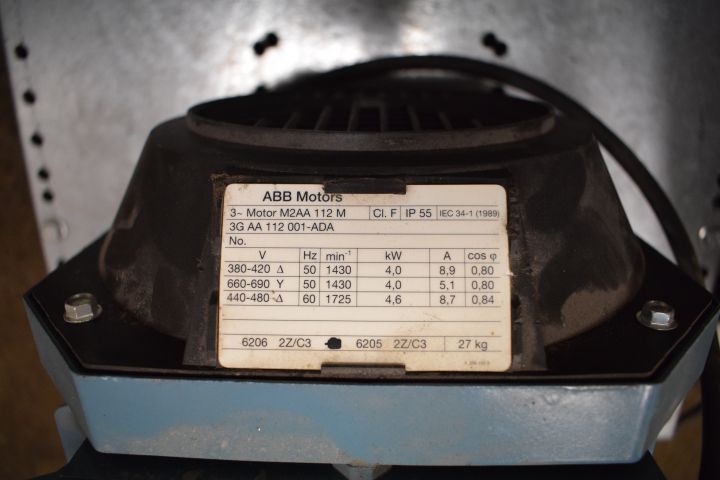 ABB Motors
3~ Motor M2AA 112 M Cl. F IP 55 IEC 34-1 (1989)
3G AA 112 001-ADA
No.
V Hz min⁻¹ kW A cos φ
380-420 Δ 50 1430 4,0 8,9 0,80
660-690 Y 50 1430 4,0 5,1 0,80
440-480 Δ 60 1725 4,6 8,7 0,84
6206 2Z/C3 6205 2Z/C3 27 kg